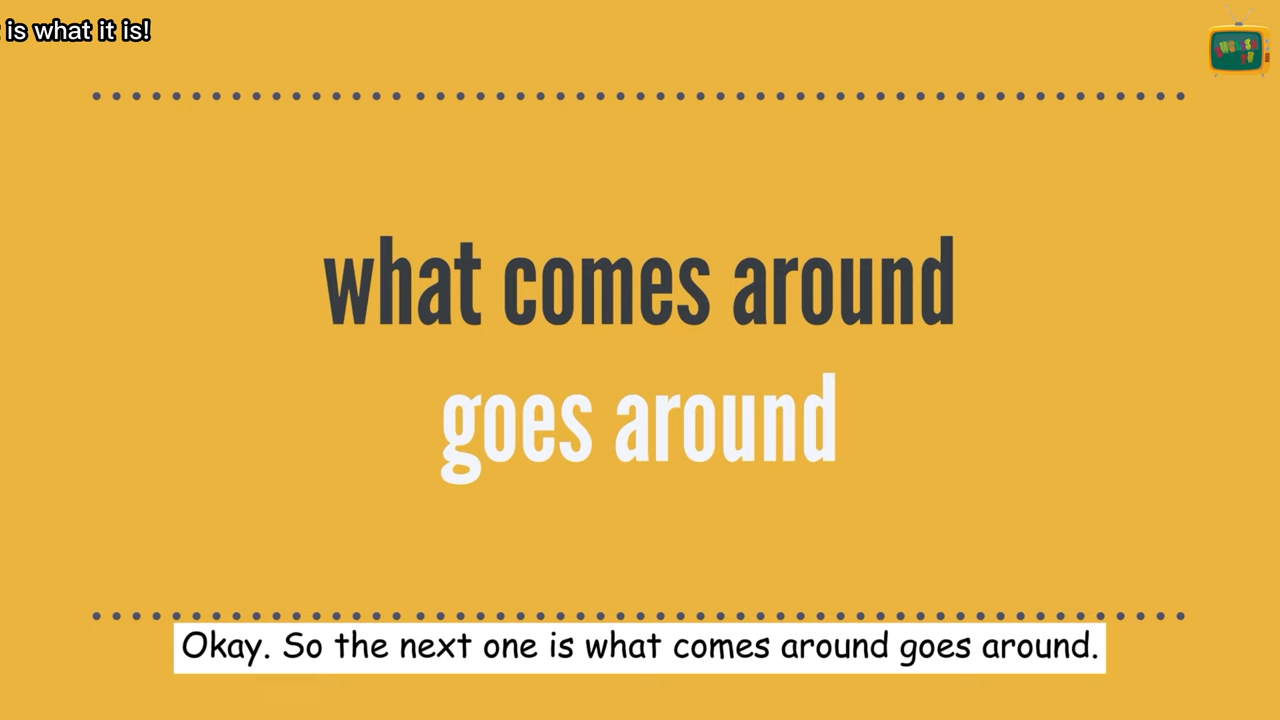 is what it is!
what comes around
goes around
Okay. So the next one is what comes around goes around.